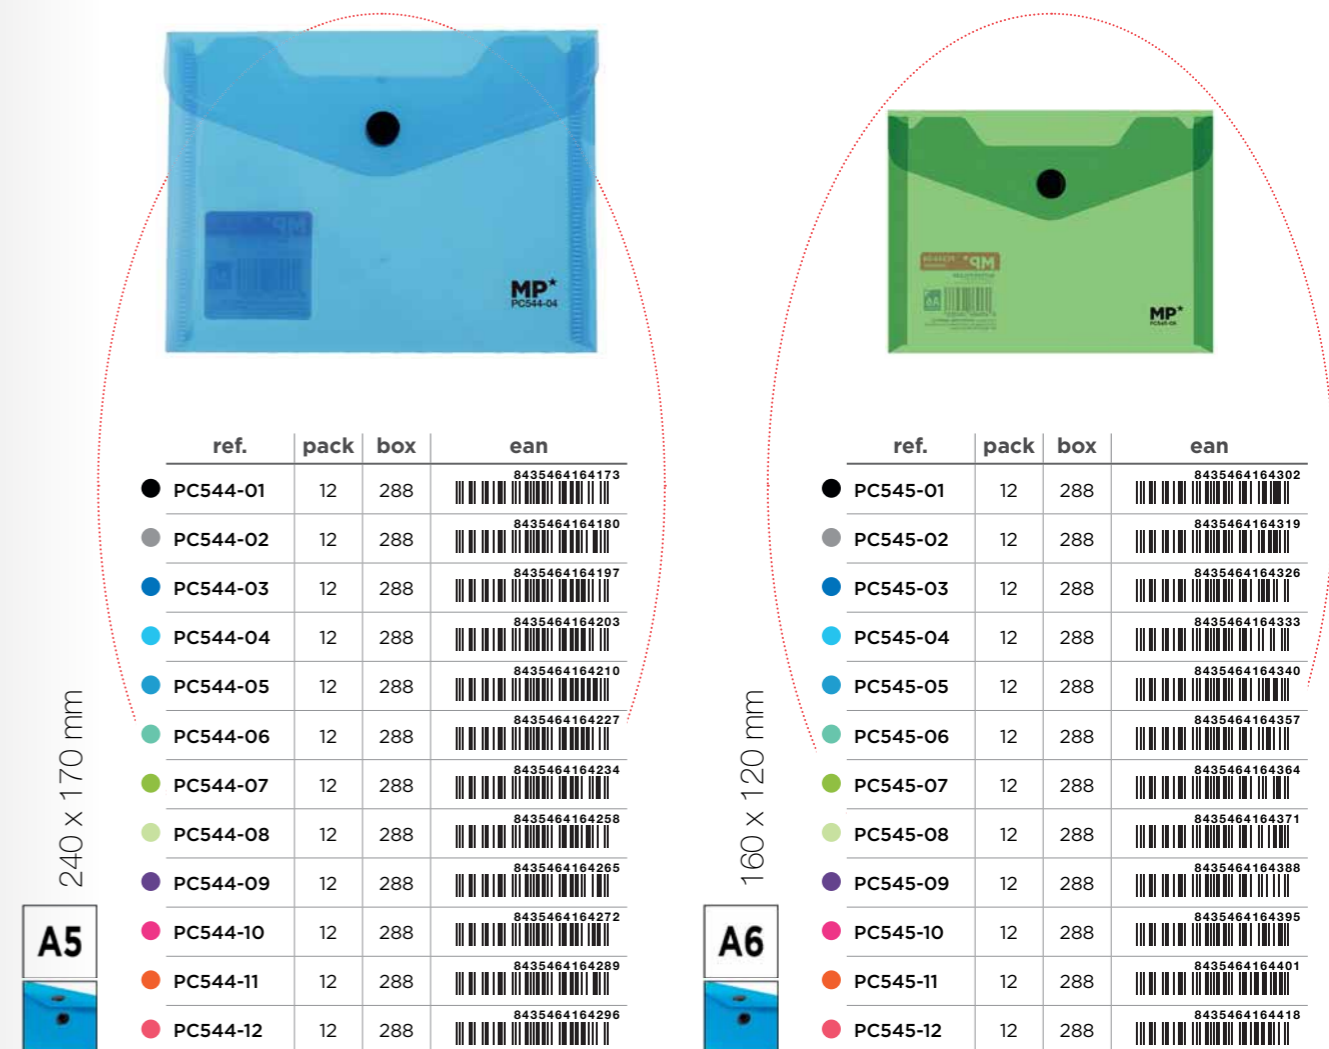 MP*
PC544-04
MP*
ref. pack box ean
PC544-01 12 288 8435464164173
PC544-02 12 288 8435464164180
PC544-03 12 288 8435464164197
PC544-04 12 288 8435464164203
PC544-05 12 288 8435464164210
PC544-06 12 288 8435464164227
PC544-07 12 288 8435464164234
PC544-08 12 288 8435464164258
PC544-09 12 288 8435464164265
PC544-10 12 288 8435464164272
PC544-11 12 288 8435464164289
PC544-12 12 288 8435464164296
240 x 170 mm
A5
ref. pack box ean
PC545-01 12 288 8435464164302
PC545-02 12 288 8435464164319
PC545-03 12 288 8435464164326
PC545-04 12 288 8435464164333
PC545-05 12 288 8435464164340
PC545-06 12 288 8435464164357
PC545-07 12 288 8435464164364
PC545-08 12 288 8435464164371
PC545-09 12 288 8435464164388
PC545-10 12 288 8435464164395
PC545-11 12 288 8435464164401
PC545-12 12 288 8435464164418
160 x 120 mm
A6